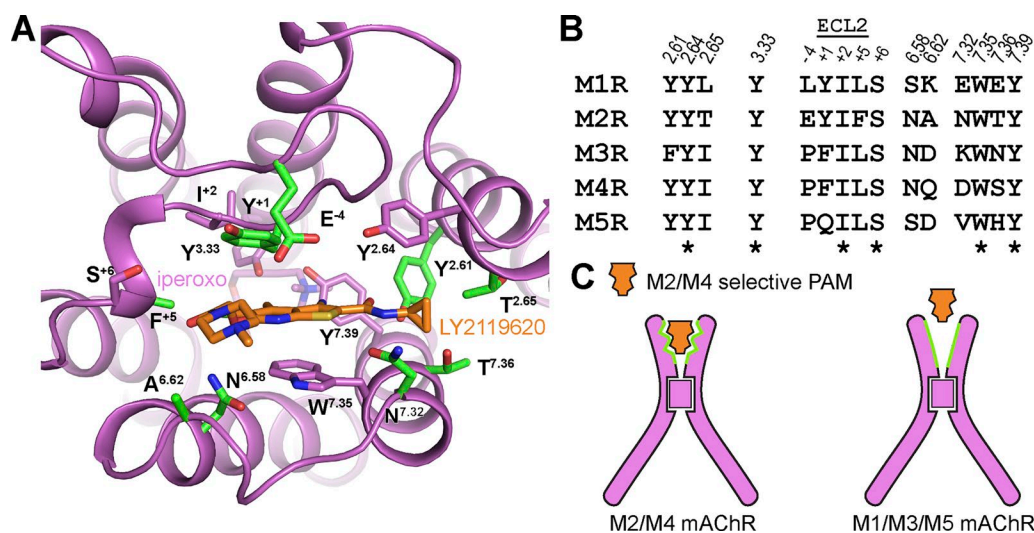 A
I+2
Y+1
E-4
Y3.33
Y2.64
Y2.61
S+6
iperoxo
T2.65
F+5
LY2119620
Y7.39
A6.62
N6.58
W7.35
N7.32
T7.36
B
ECL2
2.61 2.64 2.65 3.33 -4 +1 +2 +5 +6 6.58 6.62 7.32 7.35 7.36 7.39
M1R YYL Y LYILS SK EWEY
M2R YYT Y EYIFS NA NWTY
M3R FYI Y PFILS ND KWNY
M4R YYI Y PFILS NQ DWSY
M5R YYI Y PQILS SD VWHY
* * * * * *
C
M2/M4 selective PAM
M2/M4 mAChR
M1/M3/M5 mAChR